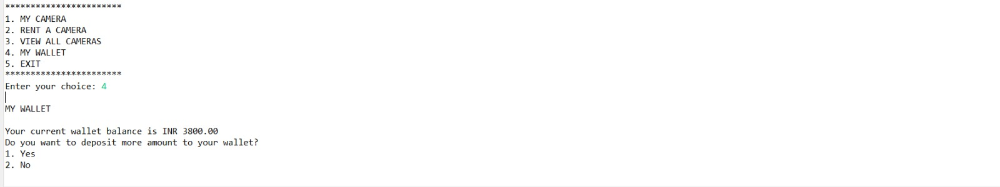 ***********************
1. MY CAMERA
2. RENT A CAMERA
3. VIEW ALL CAMERAS
4. MY WALLET
5. EXIT
***********************
Enter your choice: 4
MY WALLET
Your current wallet balance is INR 3800.00
Do you want to deposit more amount to your wallet?
1. Yes
2. No